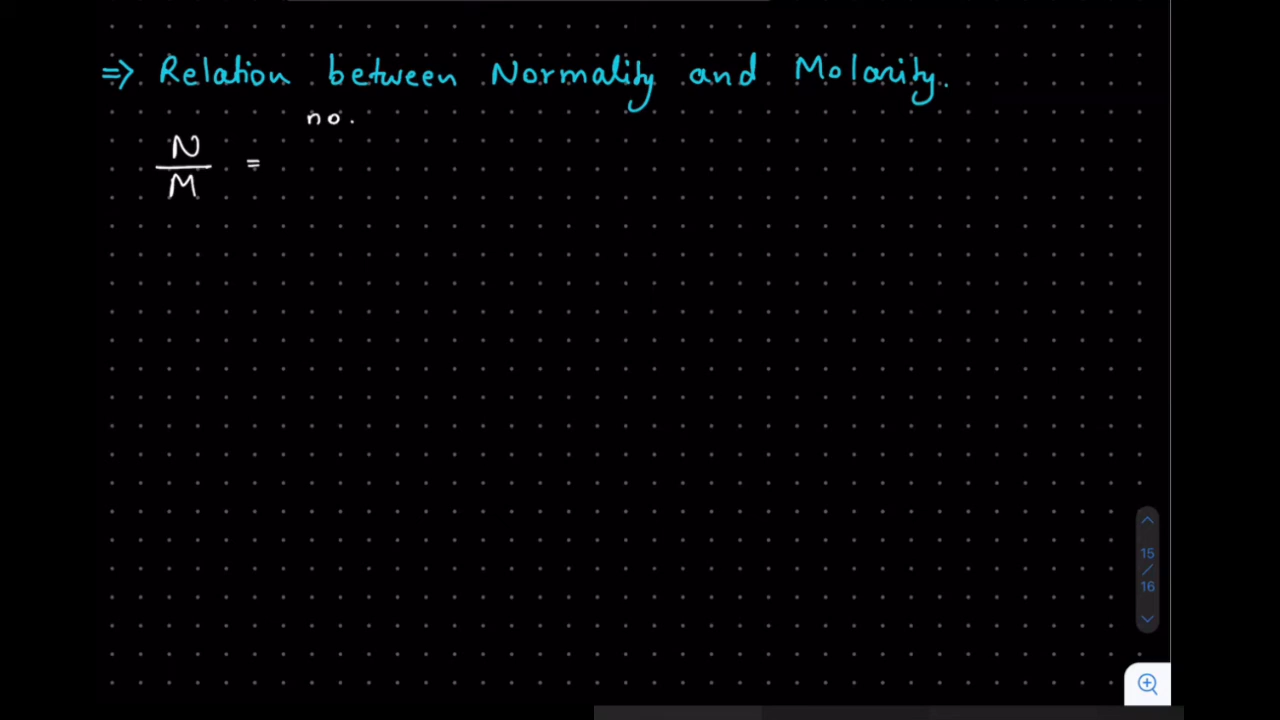 ⇒ Relation between Normality and Molarity.
no.
N
=
M
15
/
16